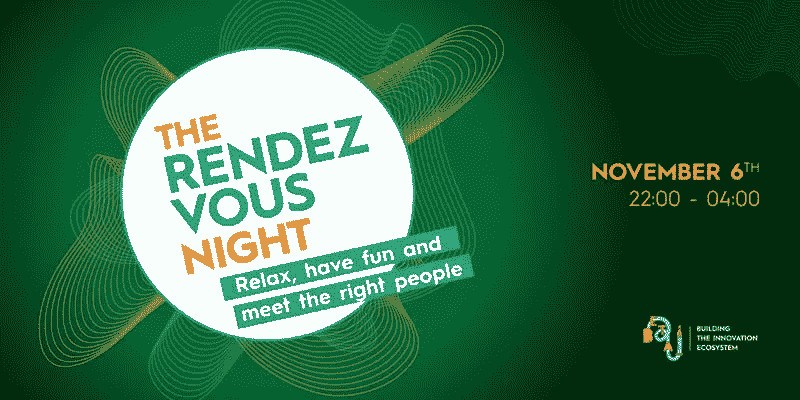 THE
RENDEZ
VOUS
NIGHT
Relax, have fun and
meet the right people
NOVEMBER 6TH
22:00 - 04:00
BUILDING
THE INNOVATION
ECOSYSTEM